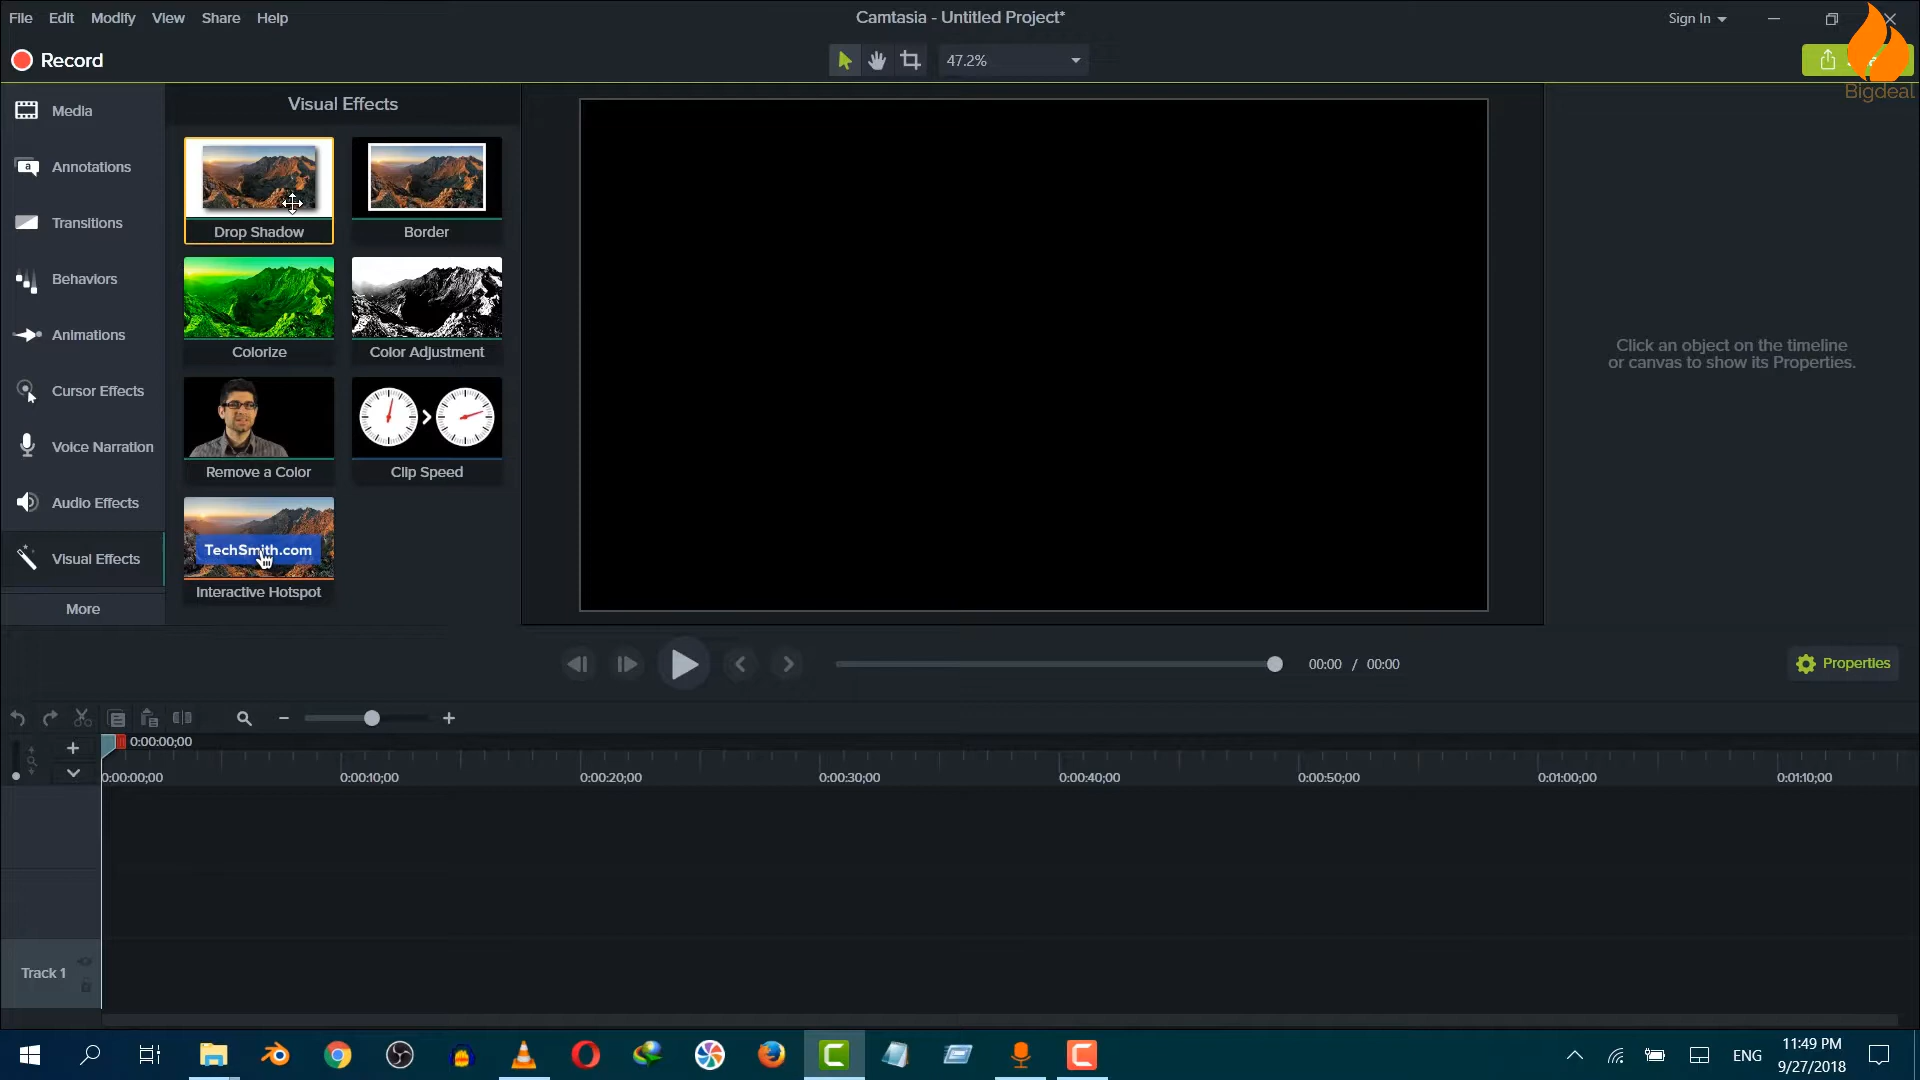 File Edit Modify View Share Help
Camtasia - Untitled Project*
Sign In
Record
47.2%
Bigdeal
Media
Annotations
Transitions
Behaviors
Animations
Cursor Effects
Voice Narration
Audio Effects
Visual Effects
More
Visual Effects
Drop Shadow
Border
Colorize
Color Adjustment
Remove a Color
Clip Speed
TechSmith.com
Interactive Hotspot
Click an object on the timeline
or canvas to show its Properties.
00:00 / 00:00
Properties
0:00:00;00
0:00:00;00 0:00:10;00 0:00:20;00 0:00:30;00 0:00:40;00 0:00:50;00 0:01:00;00 0:01:10;00
Track 1
ENG
11:49 PM
9/27/2018